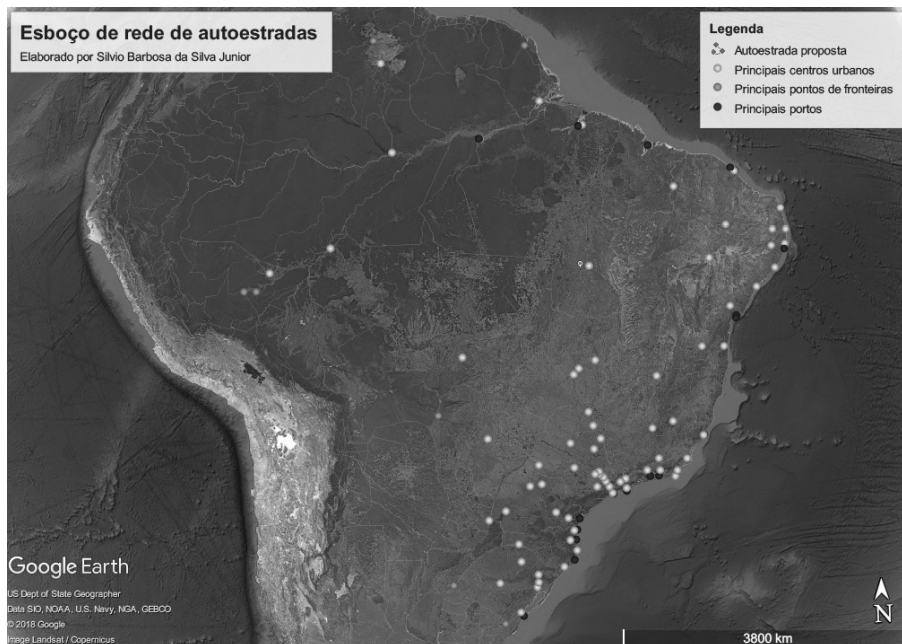 Esboço de rede de autoestradas
Elaborado por Silvio Barbosa da Silva Junior
Legenda
Autoestrada proposta
Principais centros urbanos
Principais pontos de fronteiras
Principais portos
Google Earth
US Dept of State Geographer
Data SIO, NOAA, U.S. Navy, NGA, GEBCO
© 2018 Google
Image Landsat / Copernicus
N
3800 km